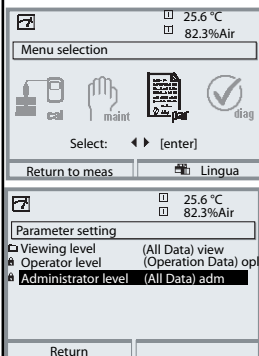 25.6 °C
82.3%Air
Menu selection
cal maint par diag
Select: [enter]
Return to meas Lingua
25.6 °C
82.3%Air
Parameter setting
Viewing level (All Data) view
Operator level (Operation Data) opl
Administrator level (All Data) adm
Return